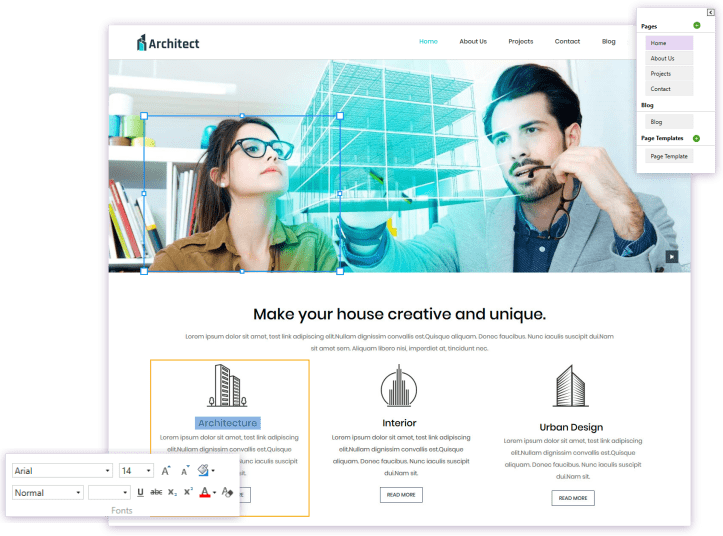 Architect
Home About Us Projects Contact Blog
Pages
Home
About Us
Projects
Contact
Blog
Blog
Page Templates
Page Template
Make your house creative and unique.
Lorem ipsum dolor sit amet, test link adipiscing elit.Nullam dignissim convallis est.Quisque aliquam. Donec faucibus. Nunc iaculis suscipit dui.Nam
sit amet sem. Aliquam libero nisi, imperdiet at, tincidunt nec.
Architecture
Lorem ipsum dolor sit amet, test link adipiscing
elit.Nullam dignissim convallis est.Quisque
Nunc iaculis suscipit
sit.
Interior
Lorem ipsum dolor sit amet, test link adipiscing
elit.Nullam dignissim convallis est.Quisque
aliquam. Donec faucibus. Nunc iaculis suscipit
dui.Nam sit.
READ MORE
Urban Design
Lorem ipsum dolor sit amet, test link adipiscing
elit.Nullam dignissim convallis est.Quisque
aliquam. Donec faucibus. Nunc iaculis suscipit
dui.Nam sit.
READ MORE
Arial 14 A A
Normal U abc X₂ X² A A
Fonts